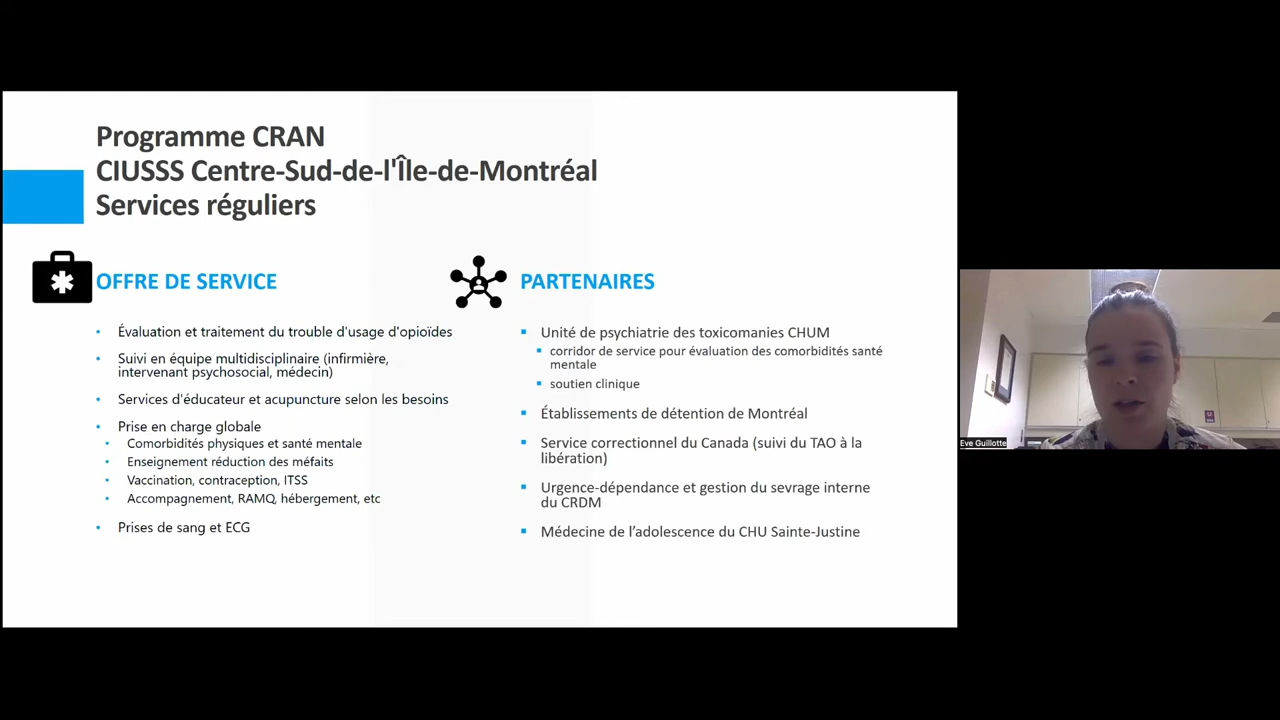 Programme CRAN
CIUSSS Centre-Sud-de-l'Île-de-Montréal
Services réguliers
OFFRE DE SERVICE
Évaluation et traitement du trouble d'usage d'opioïdes
Suivi en équipe multidisciplinaire (infirmière,
intervenant psychosocial, médecin)
Services d'éducateur et acupuncture selon les besoins
Prise en charge globale
Comorbidités physiques et santé mentale
Enseignement réduction des méfaits
Vaccination, contraception, ITSS
Accompagnement, RAMQ, hébergement, etc
Prises de sang et ECG
PARTENAIRES
Unité de psychiatrie des toxicomanies CHUM
corridor de service pour évaluation des comorbidités santé
mentale
soutien clinique
Établissements de détention de Montréal
Service correctionnel du Canada (suivi du TAO à la
libération)
Urgence-dépendance et gestion du sevrage interne
du CRDM
Médecine de l’adolescence du CHU Sainte-Justine
Eve Guillotte